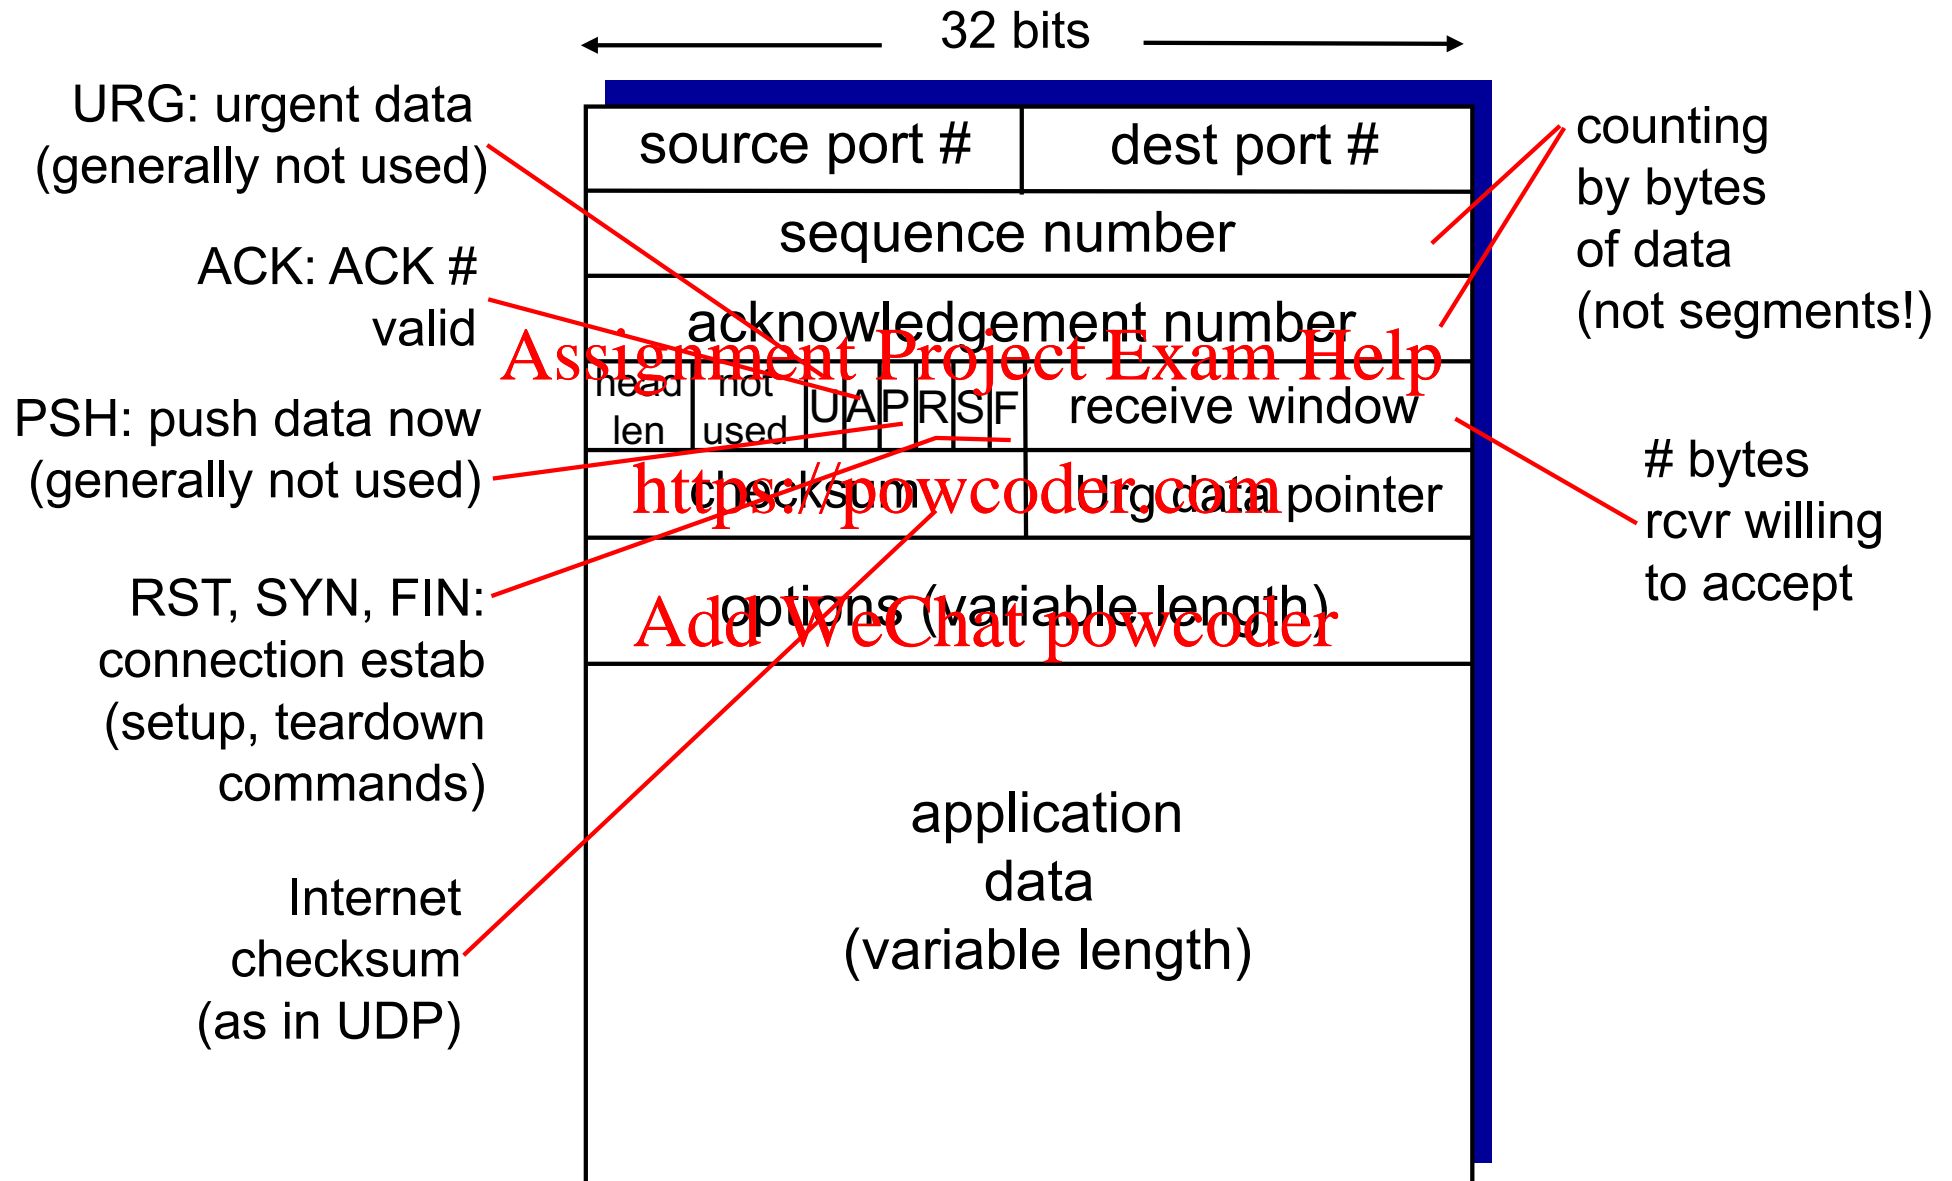 32 bits
URG: urgent data
(generally not used)
ACK: ACK #
valid
PSH: push data now
(generally not used)
RST, SYN, FIN:
connection estab
(setup, teardown
commands)
Internet
checksum
(as in UDP)
source port #
dest port #
sequence number
acknowledgement number
Assignment Project Exam Help
head
len
not
used
U
A
P
R
S
F
receive window
checksum
Urg data pointer
https://powcoder.com
options (variable length)
Add WeChat powcoder
application
data
(variable length)
counting
by bytes
of data
(not segments!)
# bytes
rcvr willing
to accept